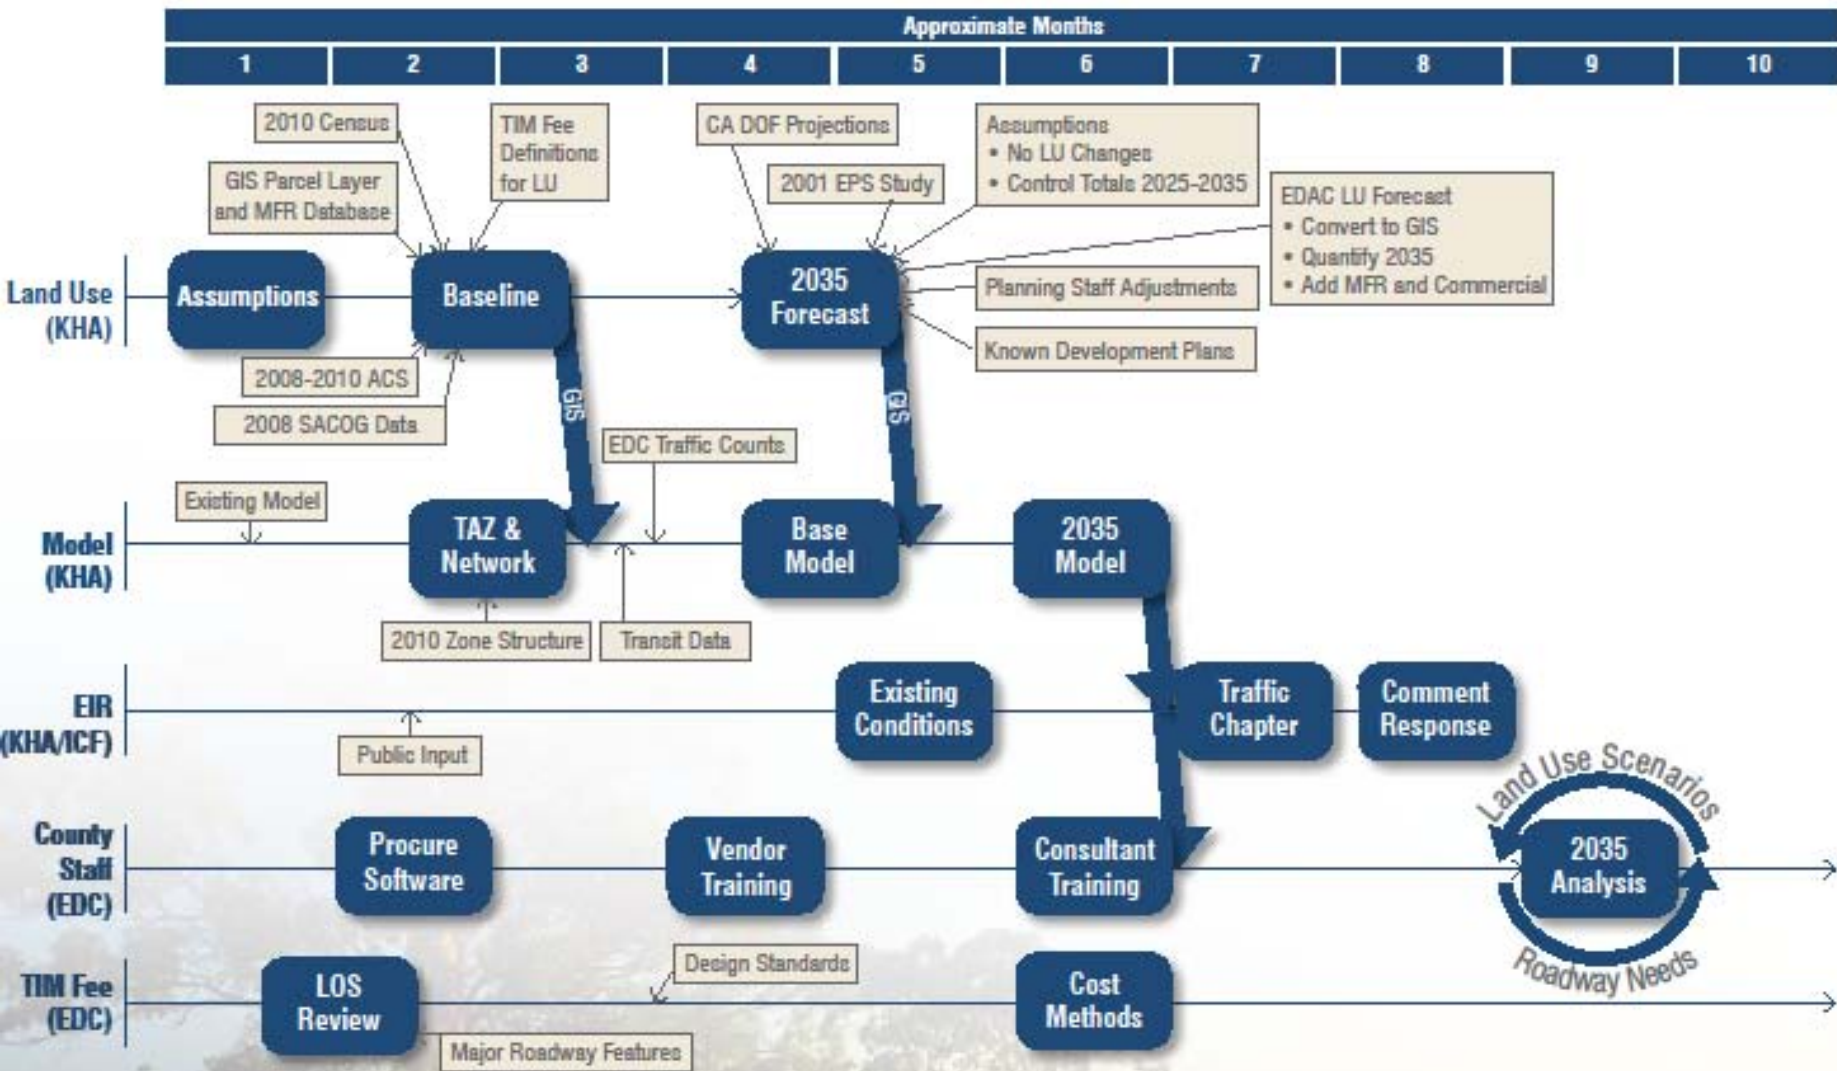 Approximate Months
1 2 3 4 5 6 7 8 9 10
2010 Census
TIM Fee
Definitions
for LU
GIS Parcel Layer
and MFR Database
CA DOF Projections
2001 EPS Study
Assumptions
• No LU Changes
• Control Totals 2025-2035
EDAC LU Forecast
• Convert to GIS
• Quantify 2035
• Add MFR and Commercial
Land Use
(KHA)
Assumptions
Baseline
2035
Forecast
Planning Staff Adjustments
Known Development Plans
2008-2010 ACS
2008 SACOG Data
GIS
GIS
EDC Traffic Counts
Existing Model
Model
(KHA)
TAZ &
Network
Base
Model
2035
Model
2010 Zone Structure
Transit Data
EIR
(KHA/ICF)
Existing
Conditions
Traffic
Chapter
Comment
Response
Public Input
County
Staff
(EDC)
Procure
Software
Vendor
Training
Consultant
Training
Land Use Scenarios
2035
Analysis
Roadway Needs
TIM Fee
(EDC)
LOS
Review
Design Standards
Cost
Methods
Major Roadway Features